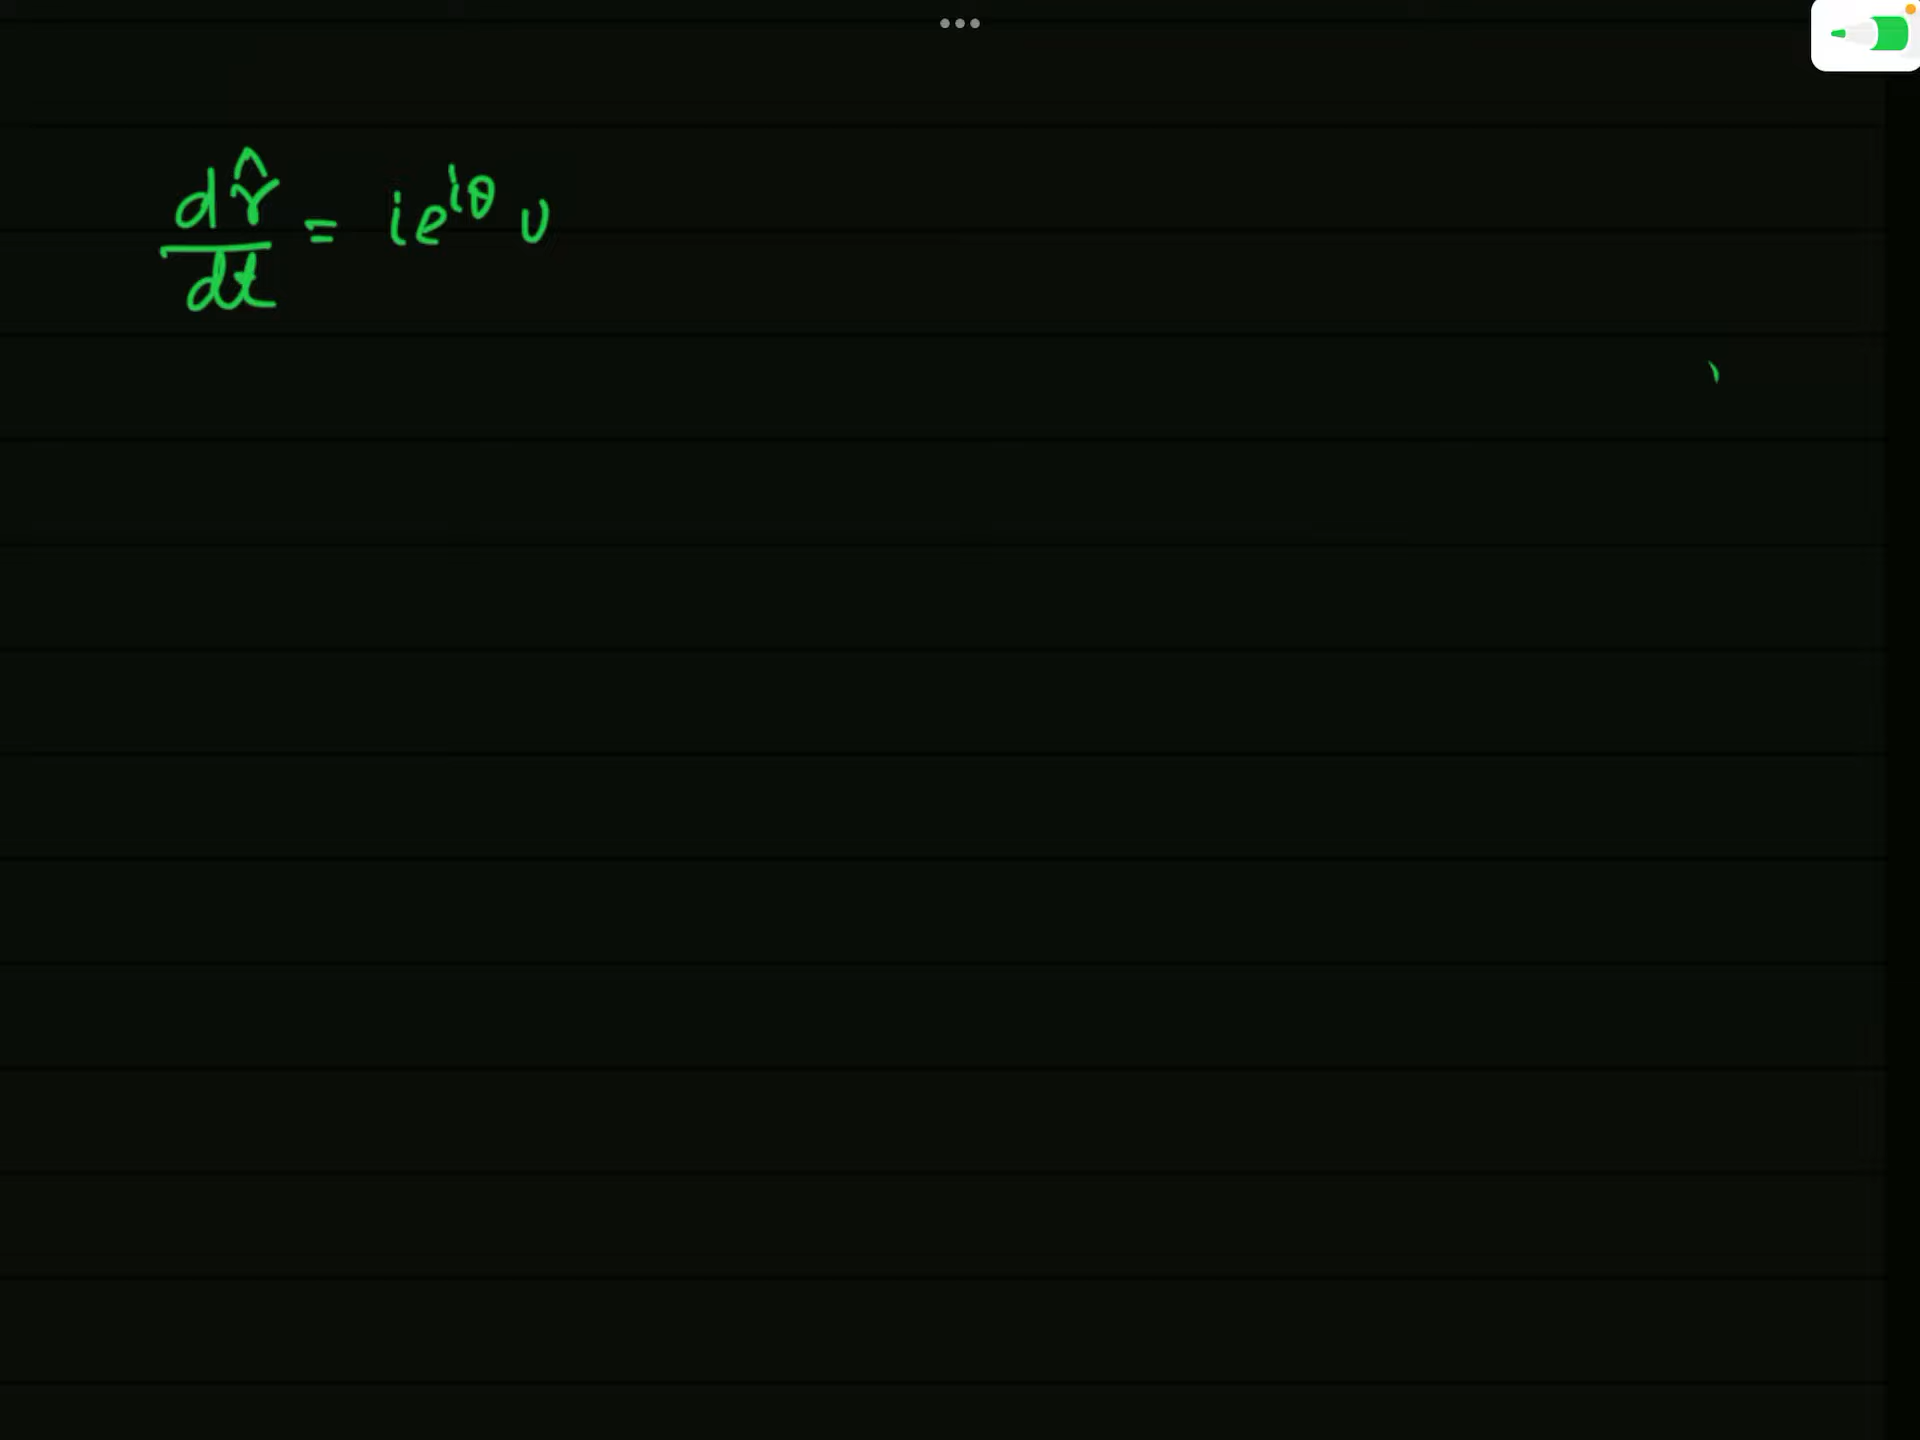 dr̂/dt = ie^{iθ} υ